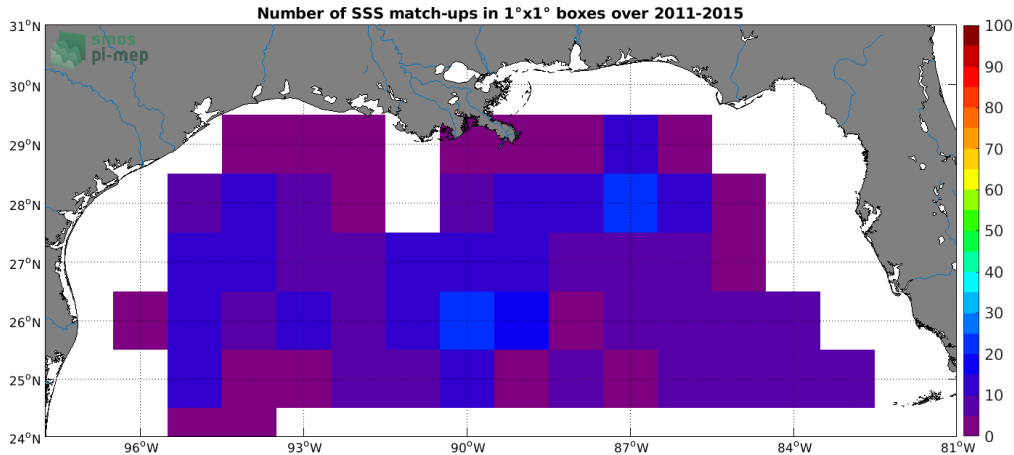 Number of SSS match-ups in 1°x1° boxes over 2011-2015
smos
pi-mep
31°N
30°N
29°N
28°N
27°N
26°N
25°N
24°N
96°W
93°W
90°W
87°W
84°W
81°W
100
90
80
70
60
50
40
30
20
10
0